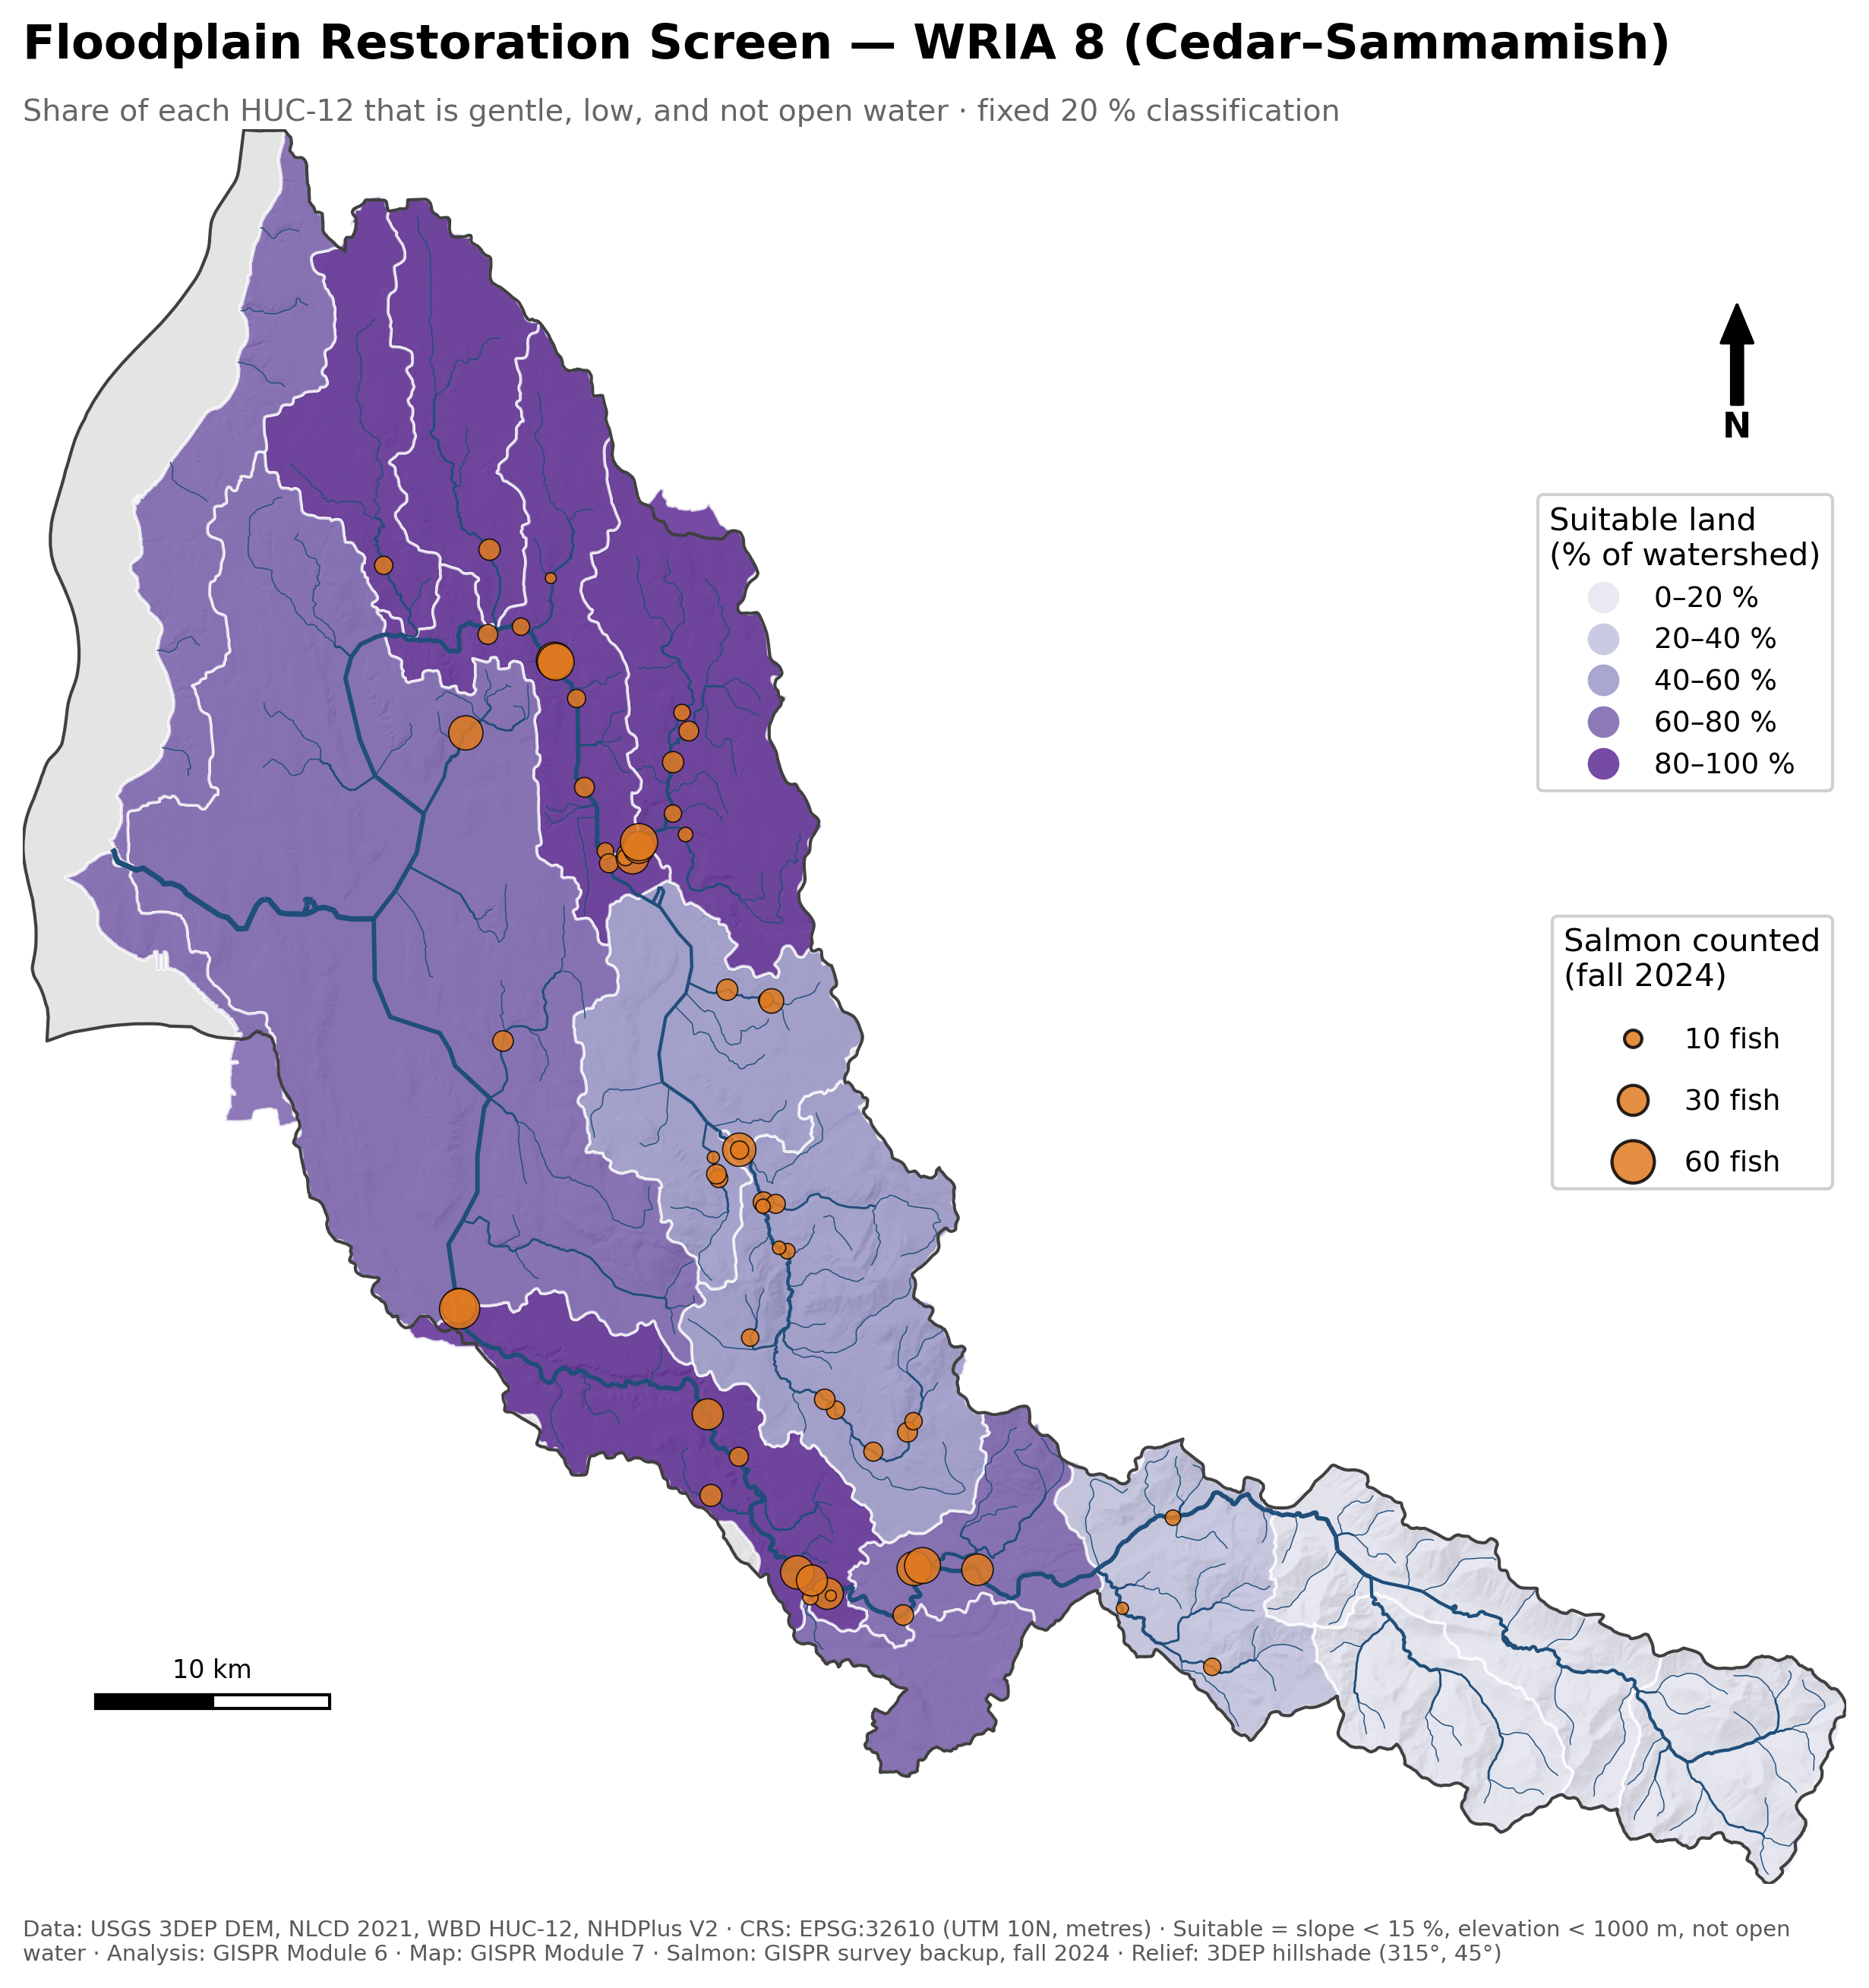 Floodplain Restoration Screen — WRIA 8 (Cedar–Sammamish)
Share of each HUC-12 that is gentle, low, and not open water · fixed 20 % classification
N
Suitable land
(% of watershed)
0–20 %
20–40 %
40–60 %
60–80 %
80–100 %
Salmon counted
(fall 2024)
10 fish
30 fish
60 fish
10 km
Data: USGS 3DEP DEM, NLCD 2021, WBD HUC-12, NHDPlus V2 · CRS: EPSG:32610 (UTM 10N, metres) · Suitable = slope < 15 %, elevation < 1000 m, not open
water · Analysis: GISPR Module 6 · Map: GISPR Module 7 · Salmon: GISPR survey backup, fall 2024 · Relief: 3DEP hillshade (315°, 45°)